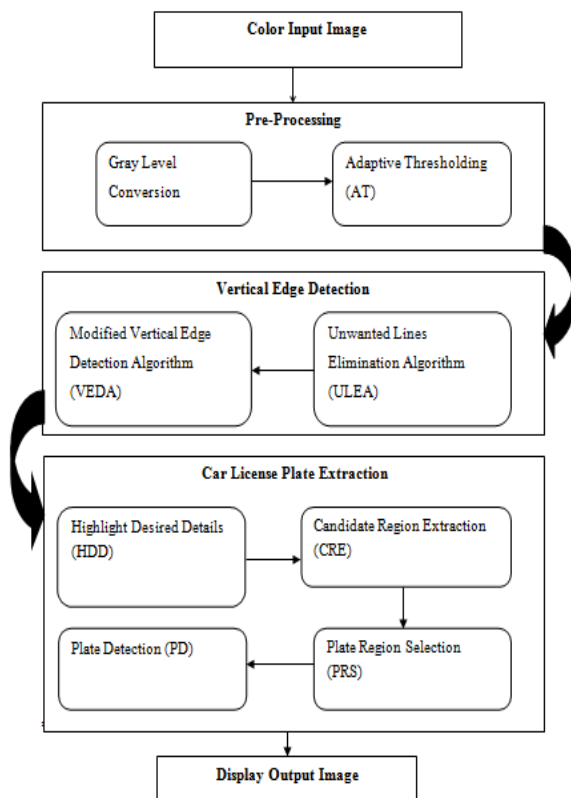 Color Input Image
Pre-Processing
Gray Level
Conversion
Adaptive Thresholding
(AT)
Vertical Edge Detection
Modified Vertical Edge
Detection Algorithm
(VEDA)
Unwanted Lines
Elimination Algorithm
(ULEA)
Car License Plate Extraction
Highlight Desired Details
(HDD)
Candidate Region Extraction
(CRE)
Plate Detection (PD)
Plate Region Selection
(PRS)
Display Output Image